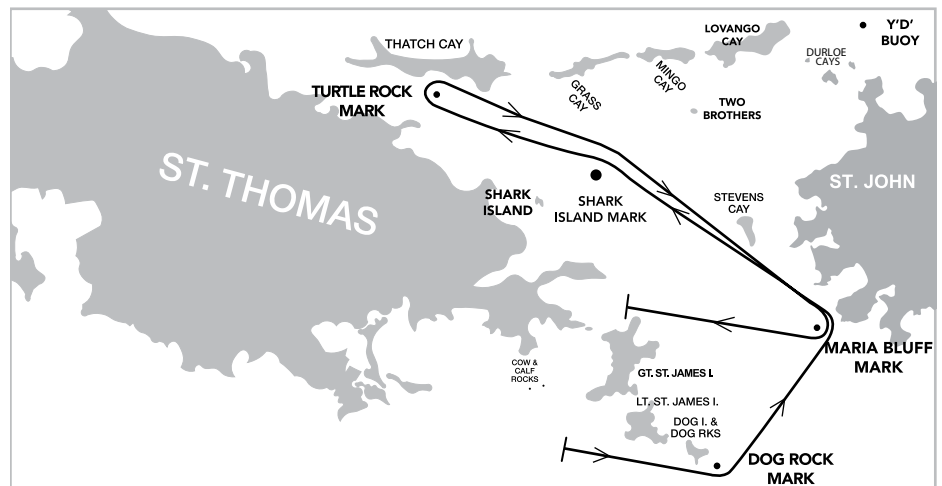 THATCH CAY
LOVANGO
CAY
Y'D'
BUOY
DURLOE
CAYS
MINGO
CAY
GRASS
CAY
TWO
BROTHERS
TURTLE ROCK
MARK
ST. THOMAS
SHARK
ISLAND
SHARK
ISLAND MARK
STEVENS
CAY
ST. JOHN
MARIA BLUFF
MARK
COW &
CALF
ROCKS
GT. ST. JAMES I.
LT. ST. JAMES I.
DOG I. &
DOG RKS
DOG ROCK
MARK